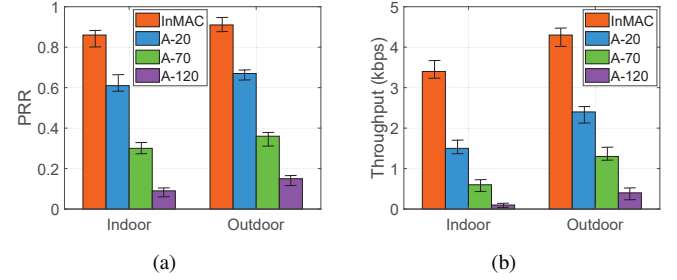 PRR
1
0.8
0.6
0.4
0.2
0
InMAC
A-20
A-70
A-120
Indoor
Outdoor
(a)
Throughput (kbps)
5
4
3
2
1
0
InMAC
A-20
A-70
A-120
Indoor
Outdoor
(b)